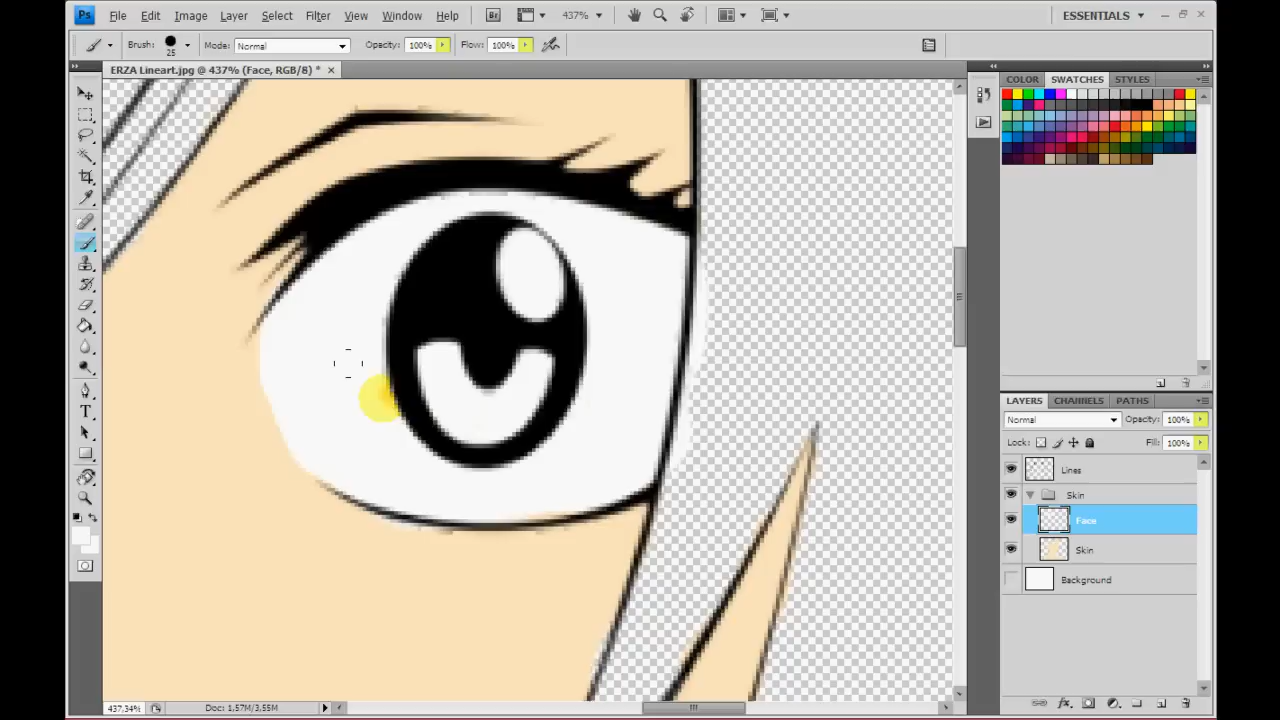 Ps File Edit Image Layer Select Filter View Window Help Br 437% ESSENTIALS
Brush: 25 Mode: Normal Opacity: 100% Flow: 100%
ERZA Lineart.jpg @ 437% (Face, RGB/8) * ×
COLOR SWATCHES STYLES
LAYERS CHANNELS PATHS
Normal Opacity: 100%
Lock: Fill: 100%
Lines
Skin
Face
Skin
Background
437,34% Doc: 1.57M/3.55M